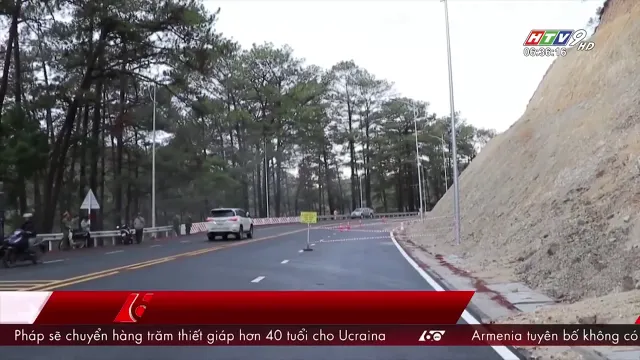 HTV9 HD
06:36:16
Pháp sẽ chuyển hàng trăm thiết giáp hơn 40 tuổi cho Ucraina
60
Armenia tuyên bố không có